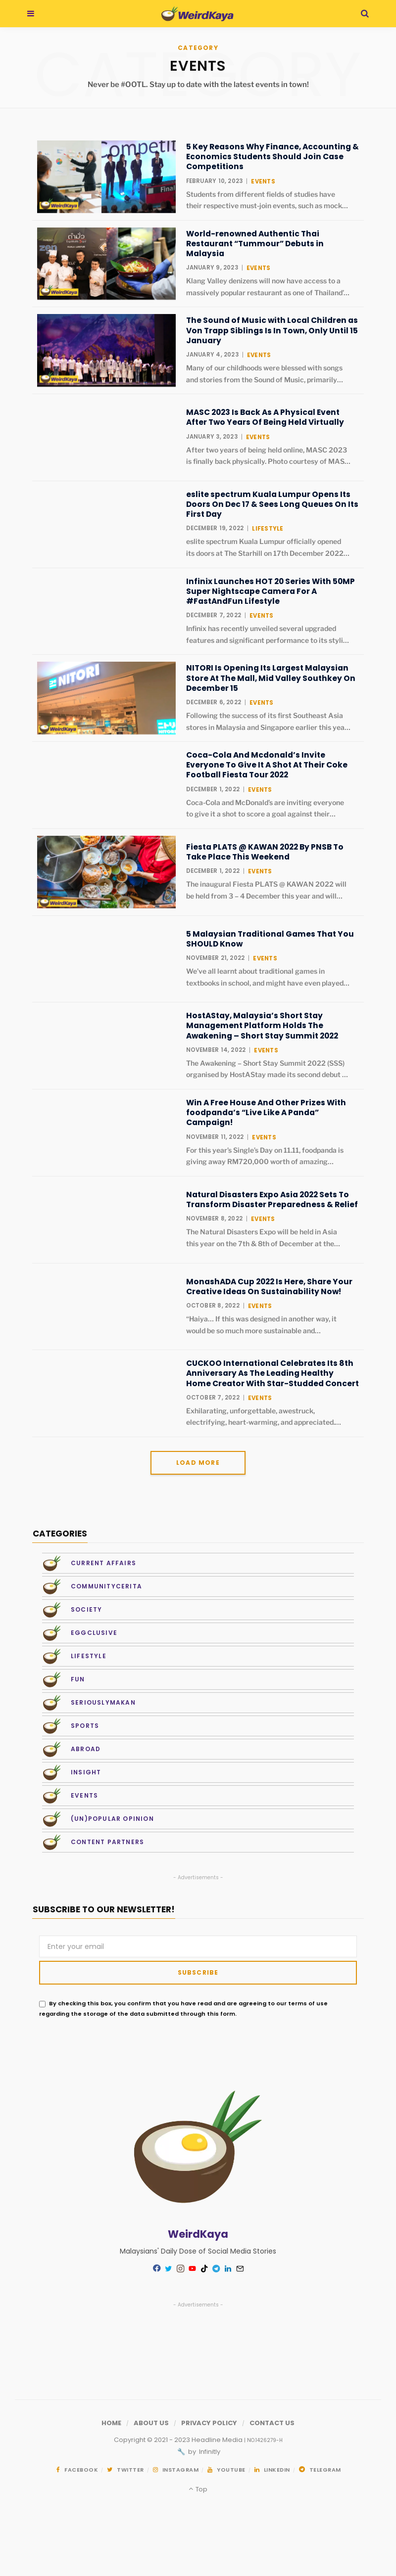 WeirdKaya
CATEGORY
EVENTS
Never be #OOTL. Stay up to date with the latest events in town!
5 Key Reasons Why Finance, Accounting &
Economics Students Should Join Case
Competitions
FEBRUARY 10, 2023 | EVENTS
Students from different fields of studies have
their respective must-join events, such as mock...
World-renowned Authentic Thai
Restaurant “Tummour” Debuts in
Malaysia
JANUARY 9, 2023 | EVENTS
Klang Valley denizens will now have access to a
massively popular restaurant as one of Thailand’...
The Sound of Music with Local Children as
Von Trapp Siblings Is In Town, Only Until 15
January
JANUARY 4, 2023 | EVENTS
Many of our childhoods were blessed with songs
and stories from the Sound of Music, primarily...
MASC 2023 Is Back As A Physical Event
After Two Years Of Being Held Virtually
JANUARY 3, 2023 | EVENTS
After two years of being held online, MASC 2023
is finally back physically. Photo courtesy of MAS...
eslite spectrum Kuala Lumpur Opens Its
Doors On Dec 17 & Sees Long Queues On Its
First Day
DECEMBER 19, 2022 | LIFESTYLE
eslite spectrum Kuala Lumpur officially opened
its doors at The Starhill on 17th December 2022...
Infinix Launches HOT 20 Series With 50MP
Super Nightscape Camera For A
#FastAndFun Lifestyle
DECEMBER 7, 2022 | EVENTS
Infinix has recently unveiled several upgraded
features and significant performance to its styli...
NITORI Is Opening Its Largest Malaysian
Store At The Mall, Mid Valley Southkey On
December 15
DECEMBER 6, 2022 | EVENTS
Following the success of its first Southeast Asia
stores in Malaysia and Singapore earlier this yea...
Coca-Cola And Mcdonald’s Invite
Everyone To Give It A Shot At Their Coke
Football Fiesta Tour 2022
DECEMBER 1, 2022 | EVENTS
Coca-Cola and McDonald’s are inviting everyone
to give it a shot to score a goal against their...
Fiesta PLATS @ KAWAN 2022 By PNSB To
Take Place This Weekend
DECEMBER 1, 2022 | EVENTS
The inaugural Fiesta PLATS @ KAWAN 2022 will
be held from 3 – 4 December this year and will...
5 Malaysian Traditional Games That You
SHOULD Know
NOVEMBER 21, 2022 | EVENTS
We’ve all learnt about traditional games in
textbooks in school, and might have even played...
HostAStay, Malaysia’s Short Stay
Management Platform Holds The
Awakening – Short Stay Summit 2022
NOVEMBER 14, 2022 | EVENTS
The Awakening – Short Stay Summit 2022 (SSS)
organised by HostAStay made its second debut ...
Win A Free House And Other Prizes With
foodpanda’s “Live Like A Panda”
Campaign!
NOVEMBER 11, 2022 | EVENTS
For this year’s Single’s Day on 11.11, foodpanda is
giving away RM720,000 worth of amazing...
Natural Disasters Expo Asia 2022 Sets To
Transform Disaster Preparedness & Relief
NOVEMBER 8, 2022 | EVENTS
The Natural Disasters Expo will be held in Asia
this year on the 7th & 8th of December at the...
MonashADA Cup 2022 Is Here, Share Your
Creative Ideas On Sustainability Now!
OCTOBER 8, 2022 | EVENTS
“Haiya... If this was designed in another way, it
would be so much more sustainable and...
CUCKOO International Celebrates Its 8th
Anniversary As The Leading Healthy
Home Creator With Star-Studded Concert
OCTOBER 7, 2022 | EVENTS
Exhilarating, unforgettable, awestruck,
electrifying, heart-warming, and appreciated....
LOAD MORE
CATEGORIES
CURRENT AFFAIRS
COMMUNITYCERITA
SOCIETY
EGGCLUSIVE
LIFESTYLE
FUN
SERIOUSLYMAKAN
SPORTS
ABROAD
INSIGHT
EVENTS
(UN)POPULAR OPINION
CONTENT PARTNERS
- Advertisements -
SUBSCRIBE TO OUR NEWSLETTER!
Enter your email
SUBSCRIBE
By checking this box, you confirm that you have read and are agreeing to our terms of use
regarding the storage of the data submitted through this form.
WeirdKaya
Malaysians' Daily Dose of Social Media Stories
- Advertisements -
HOME / ABOUT US / PRIVACY POLICY / CONTACT US
Copyright © 2021 - 2023 Headline Media | NO.1426279-H
by Infinitly
FACEBOOK TWITTER INSTAGRAM YOUTUBE LINKEDIN TELEGRAM
Top